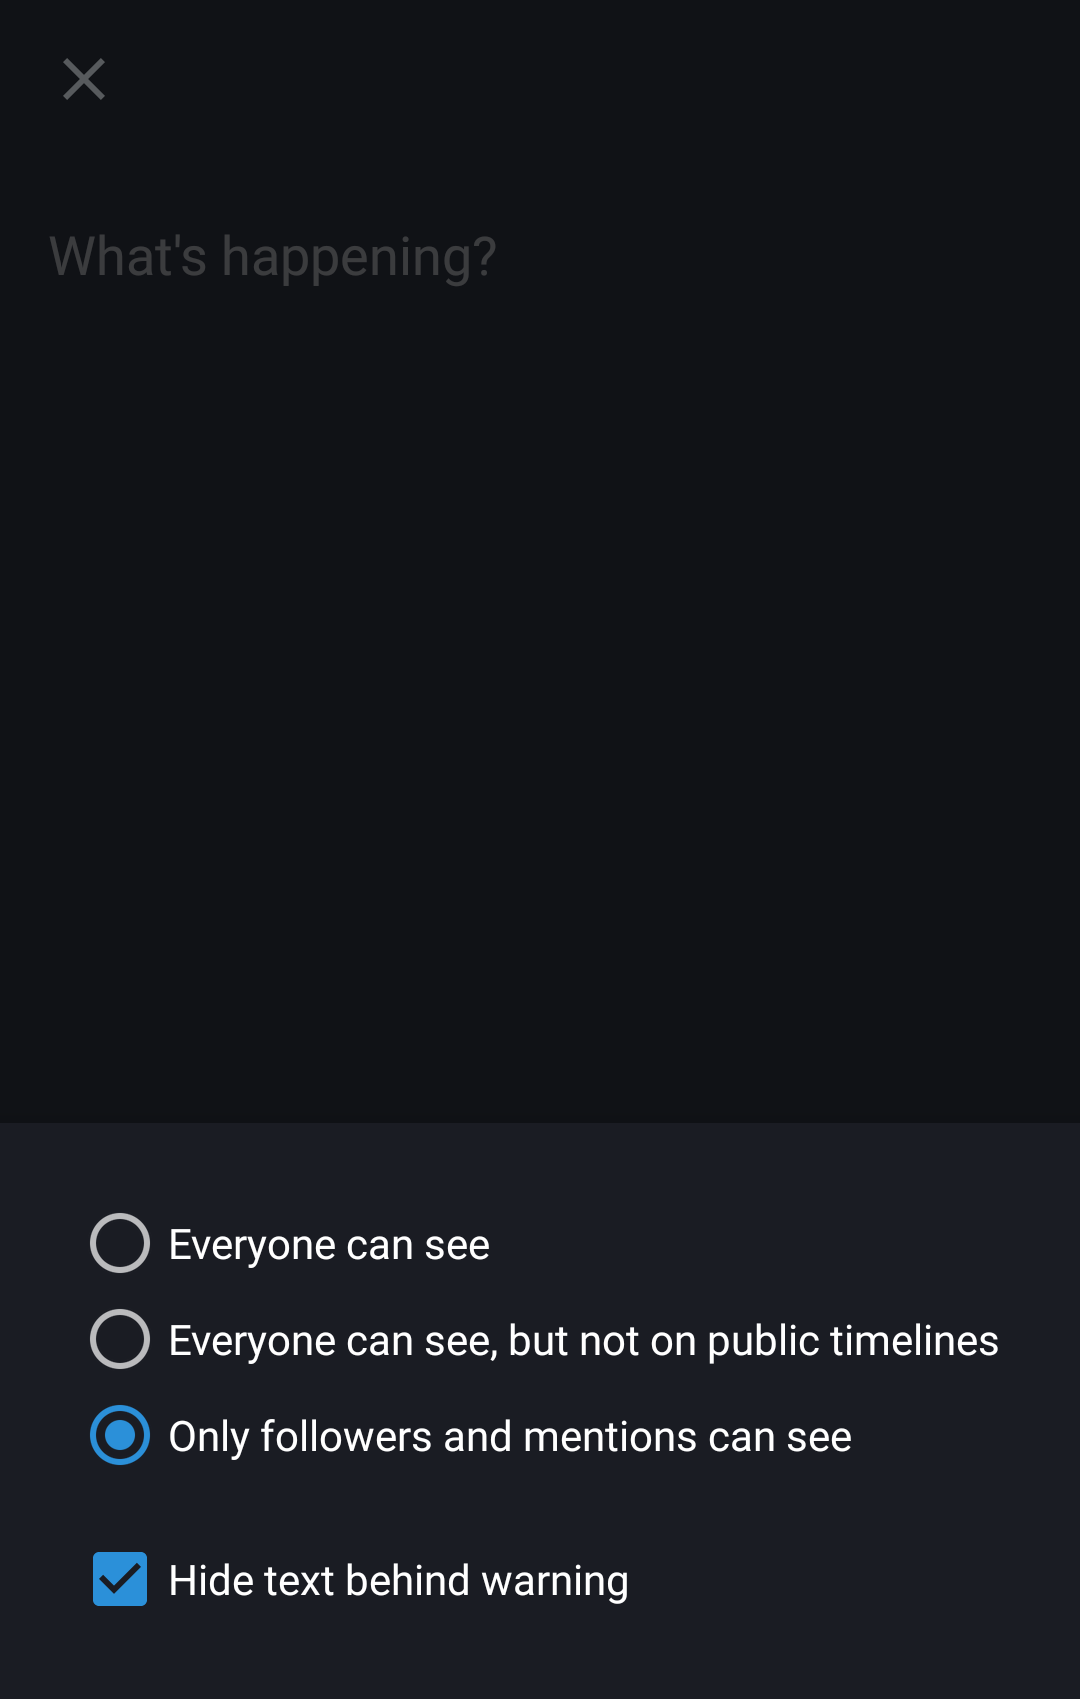 What's happening?
Everyone can see
Everyone can see, but not on public timelines
Only followers and mentions can see
Hide text behind warning